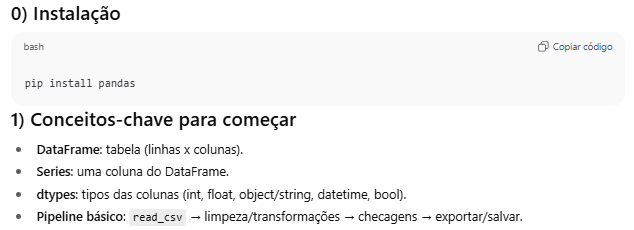 0) Instalação
bash
Copiar código
pip install pandas
1) Conceitos-chave para começar
• DataFrame: tabela (linhas x colunas).
• Series: uma coluna do DataFrame.
• dtypes: tipos das colunas (int, float, object/string, datetime, bool).
• Pipeline básico: read_csv → limpeza/transformações → checagens → exportar/salvar.